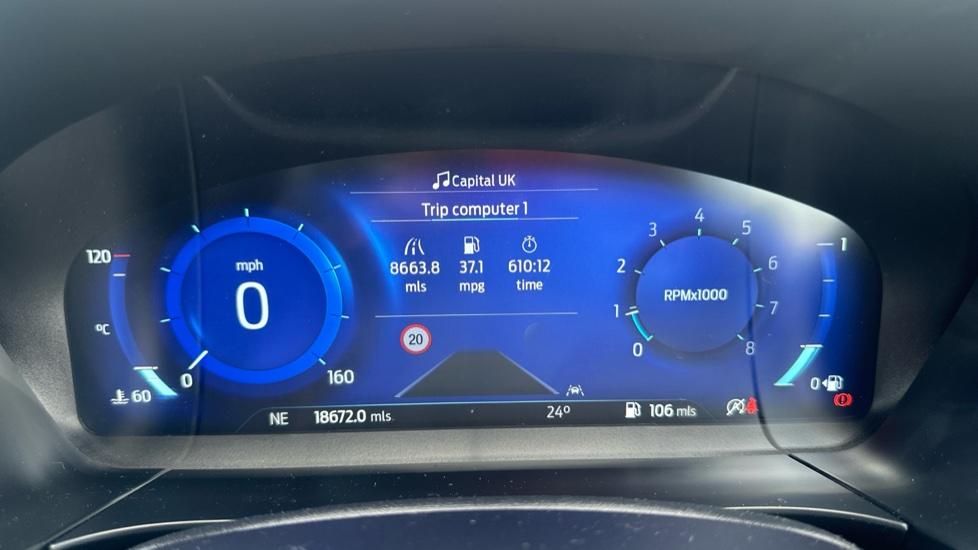 Capital UK
Trip computer 1
8663.8 37.1 610:12
mls mpg time
120
°C
60
mph
0
0 160
20
0 1 2 3 4 5 6 7 8
RPMx1000
1
0
NE 18672.0 mls 24° 106 mls